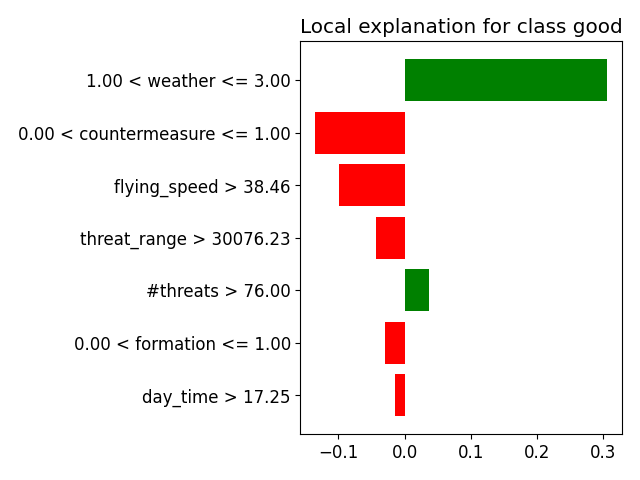 Local explanation for class good
1.00 < weather <= 3.00
0.00 < countermeasure <= 1.00
flying_speed > 38.46
threat_range > 30076.23
#threats > 76.00
0.00 < formation <= 1.00
day_time > 17.25
−0.1 0.0 0.1 0.2 0.3